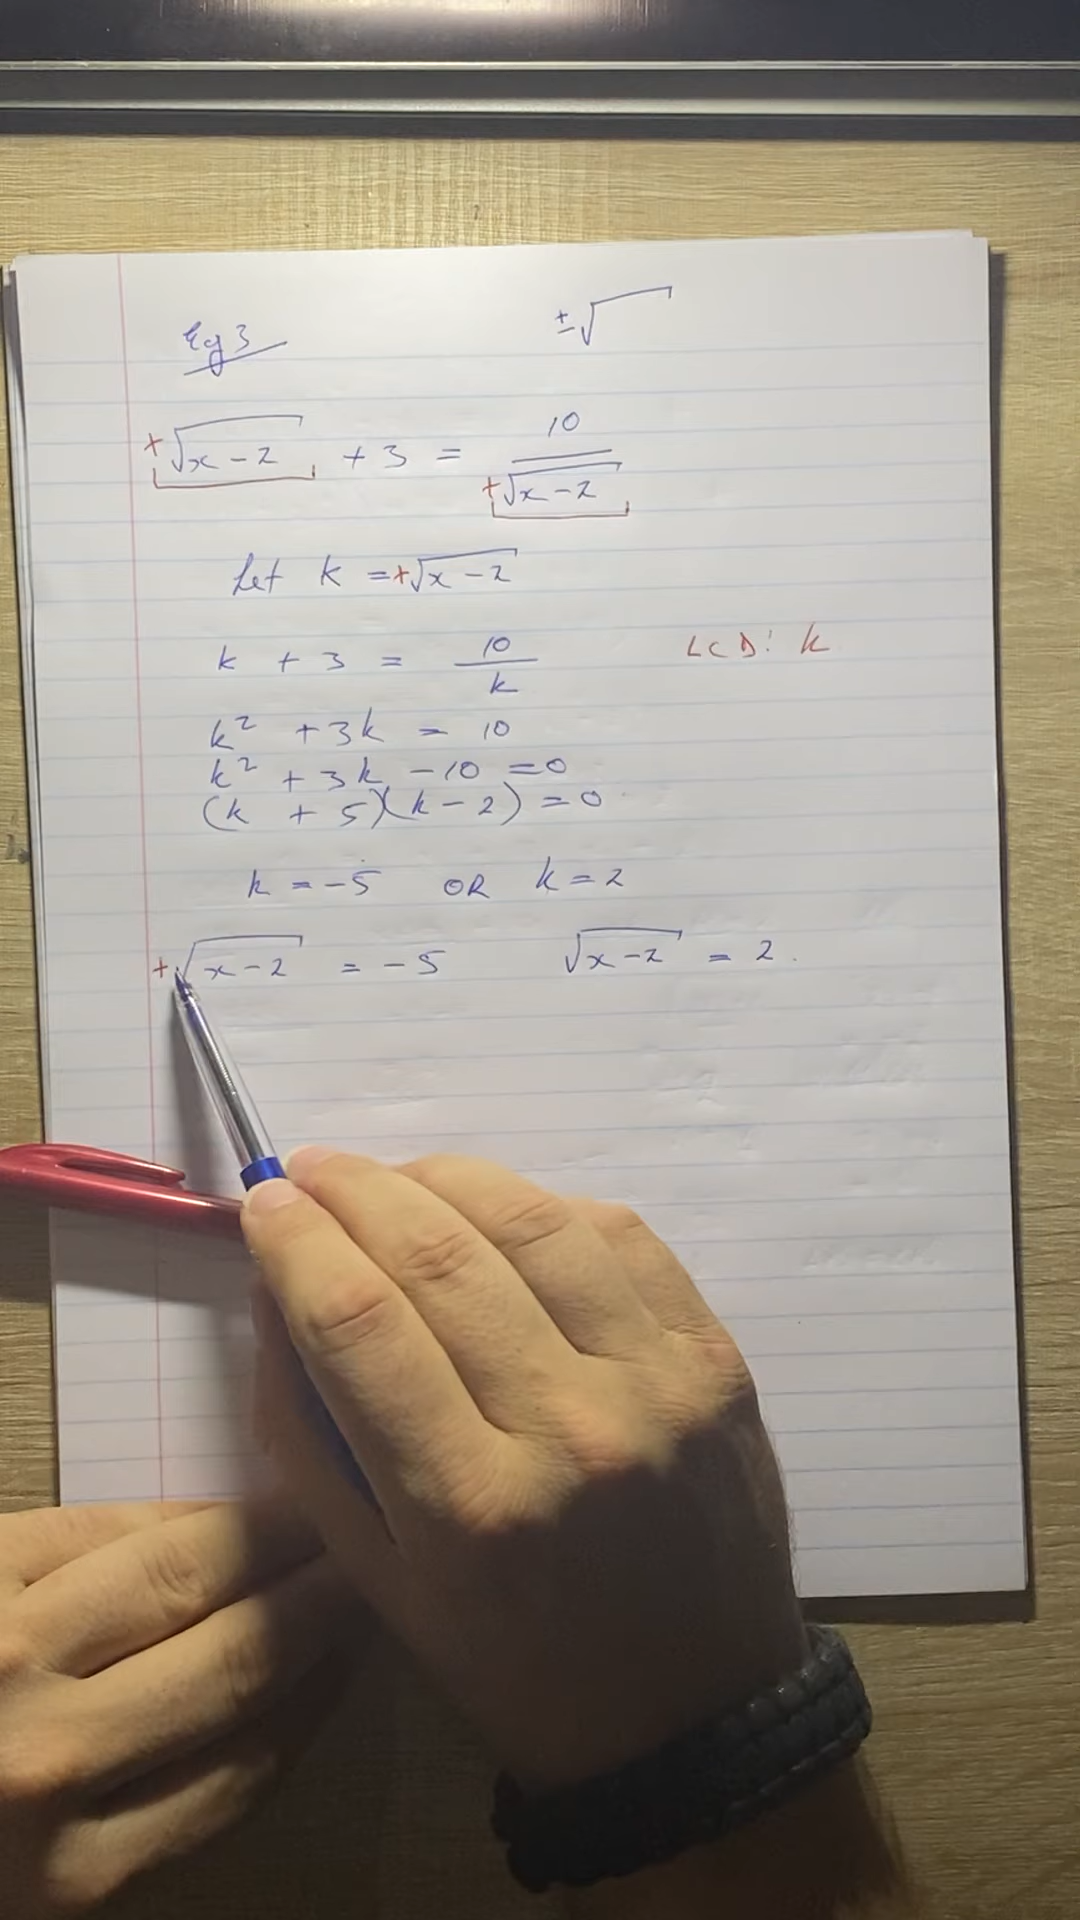 Eg 3
±√
+√(x - 2) + 3 = 10/+√(x - 2)
Let k = +√(x - 2)
k + 3 = 10/k
LCD: k
k² + 3k = 10
k² + 3k - 10 = 0
(k + 5)(k - 2) = 0
k = -5 OR k = 2
+√(x - 2) = -5 √(x - 2) = 2.